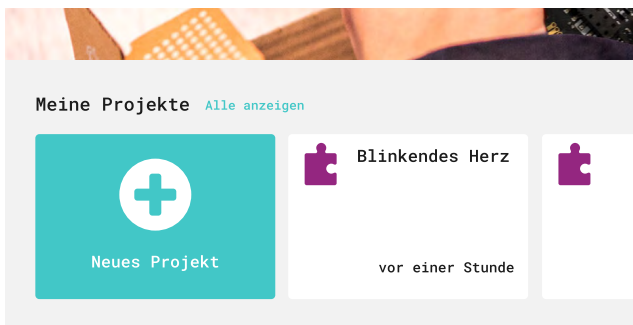 Meine Projekte Alle anzeigen
Blinkendes Herz
Neues Projekt
vor einer Stunde